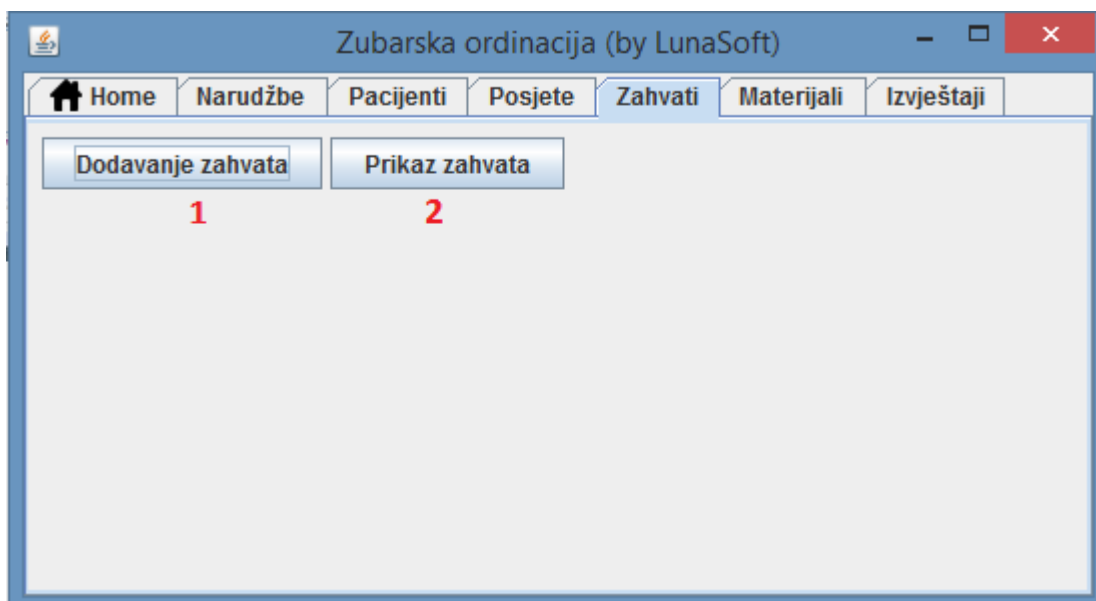 Zubarska ordinacija (by LunaSoft)
Home Narudžbe Pacijenti Posjete Zahvati Materijali Izvještaji
Dodavanje zahvata Prikaz zahvata
1 2